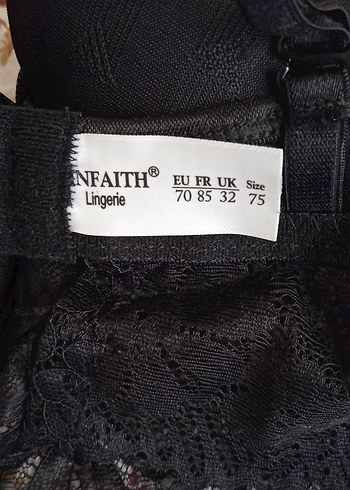 NFAITH®
Lingerie
EU FR UK Size
70 85 32 75